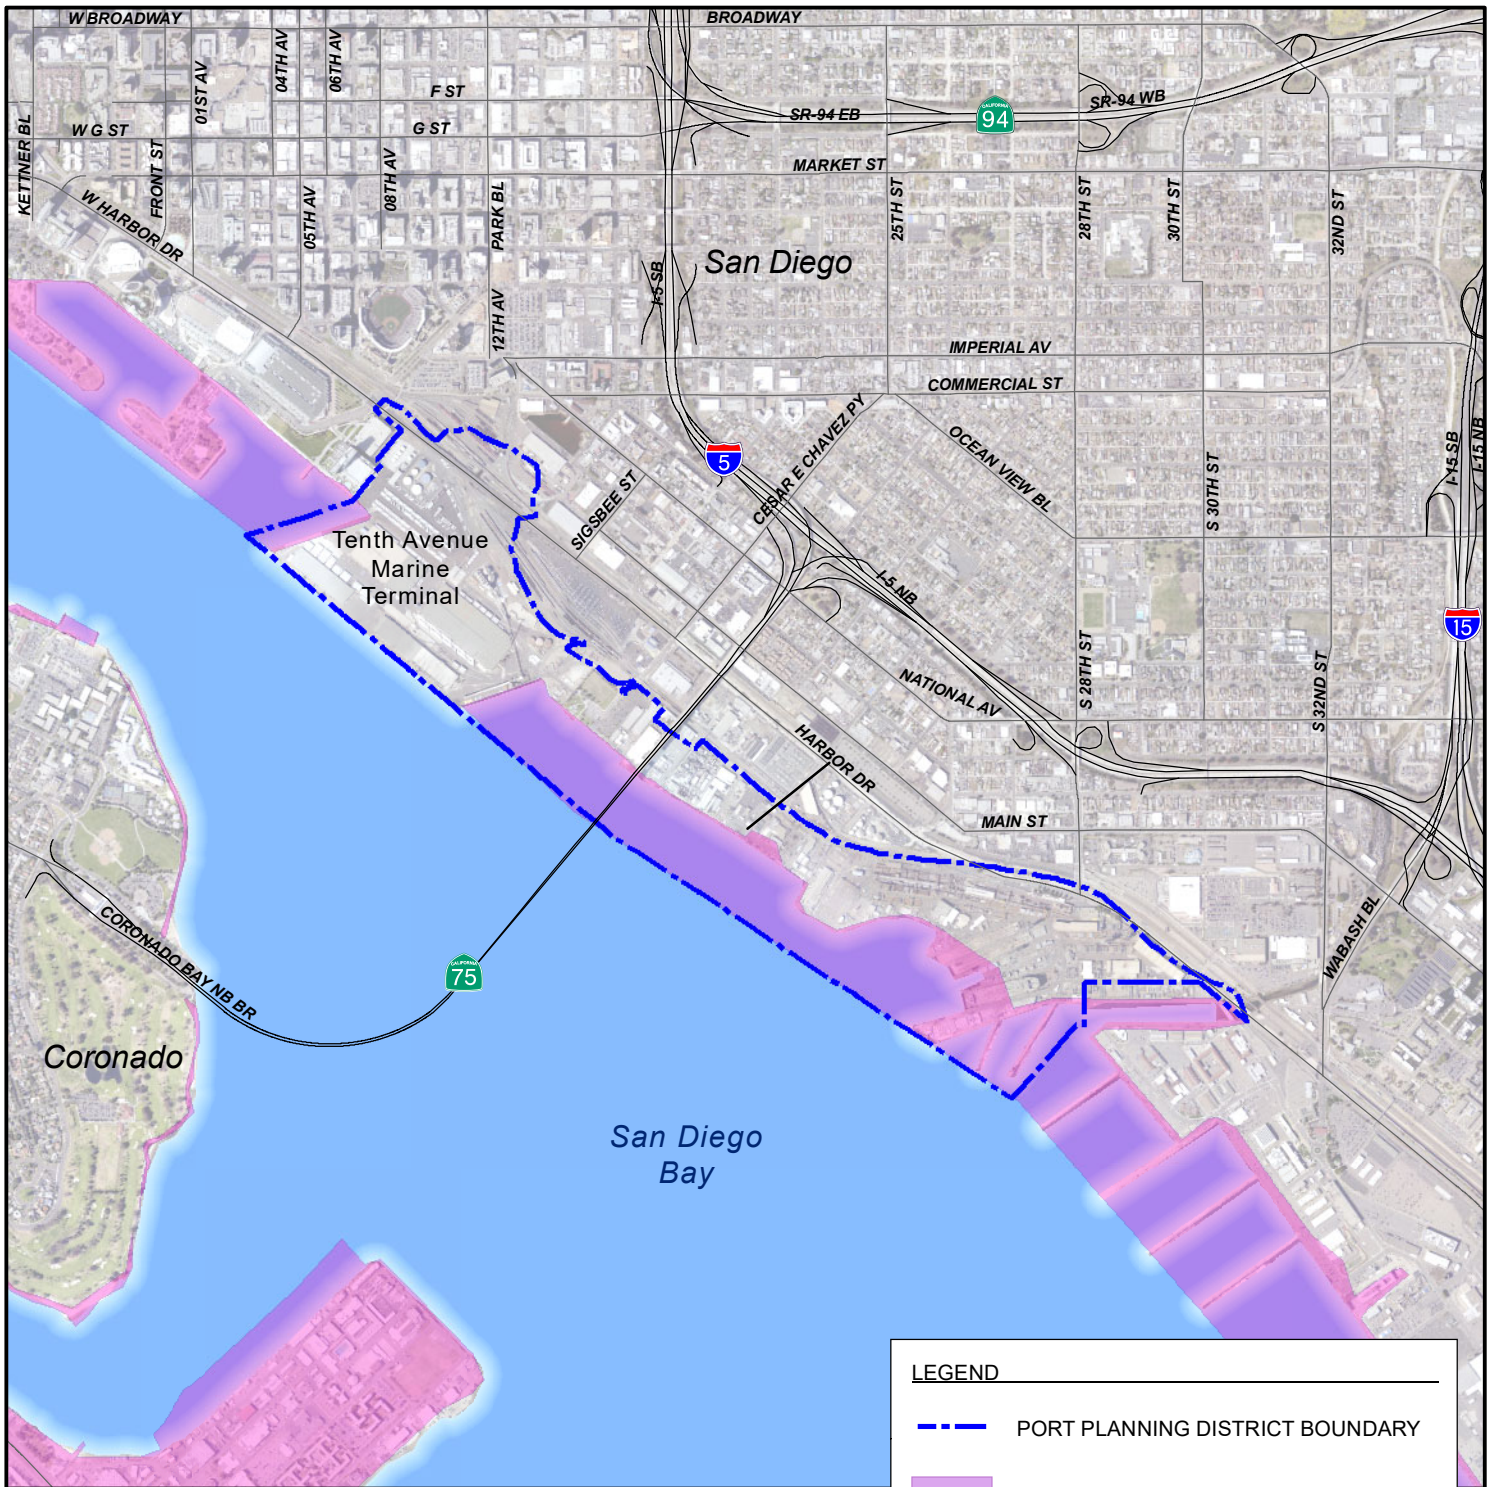 W BROADWAY
BROADWAY
KETTNER BL
W G ST
FRONT ST
01ST AV
04TH AV
06TH AV
F ST
G ST
08TH AV
05TH AV
PARK BL
12TH AV
W HARBOR DR
SR-94 EB
CALIFORNIA
94
SR-94 WB
MARKET ST
25TH ST
28TH ST
30TH ST
32ND ST
I-5 SB
San Diego
IMPERIAL AV
COMMERCIAL ST
OCEAN VIEW BL
CESAR E CHAVEZ PY
5
SIGSBEE ST
S 30TH ST
I-15 SB
I-15 NB
Tenth Avenue
Marine
Terminal
I-5 NB
15
S 28TH ST
S 32ND ST
NATIONAL AV
HARBOR DR
MAIN ST
WABASH BL
CORONADO BAY NB BR
CALIFORNIA
75
Coronado
San Diego
Bay
LEGEND
PORT PLANNING DISTRICT BOUNDARY